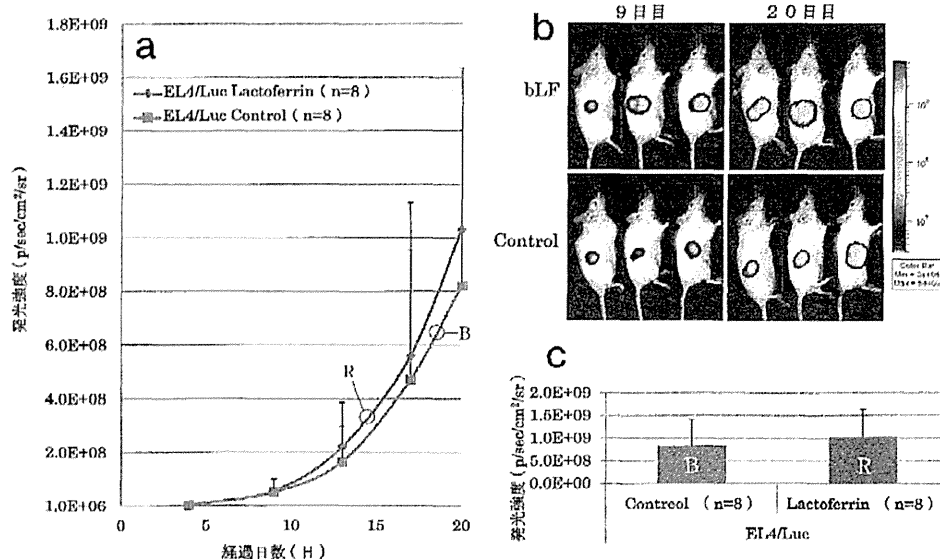 a
発光強度 ( p/sec/cm²/sr )
1.8E+09
1.6E+09
1.4E+09
1.2E+09
1.0E+09
8.0E+08
6.0E+08
4.0E+08
2.0E+08
1.0E+06
EL4/Luc Lactoferrin ( n=8 )
EL4/Luc Control ( n=8 )
R
B
0 5 10 15 20
経過日数 ( 日 )
b
9日目 20日目
bLF
Control
c
発光強度 ( p/sec/cm²/sr )
2.0E+09
1.5E+09
1.0E+09
5.0E+08
0.0E+00
B R
Contreol ( n=8 ) Lactoferrin ( n=8 )
EL4/Luc